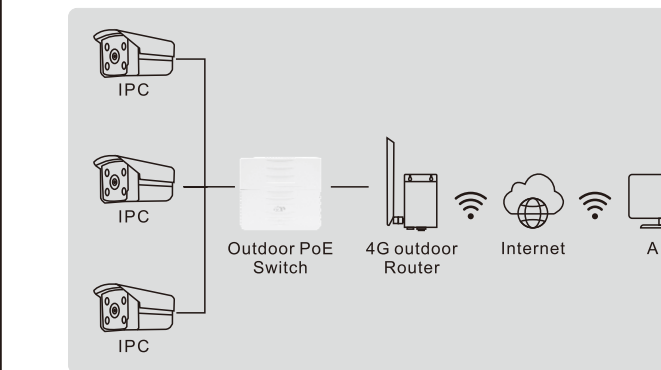 IPC
IPC
Outdoor PoE
Switch
4G outdoor
Router
Internet
A
IPC